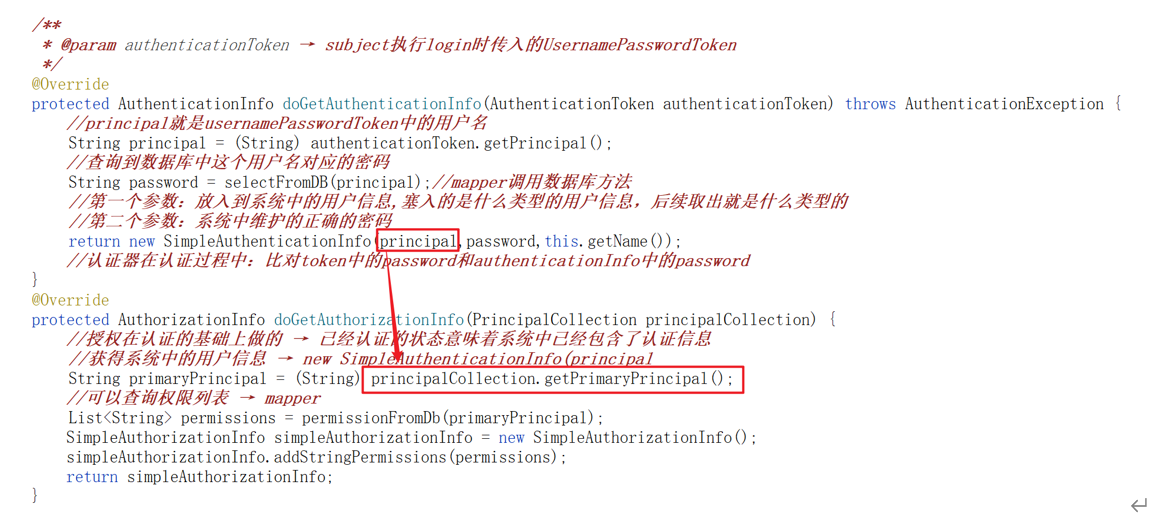 /**
 * @param authenticationToken → subject执行login时传入的UsernamePasswordToken
 */
@Override
protected AuthenticationInfo doGetAuthenticationInfo(AuthenticationToken authenticationToken) throws AuthenticationException {
//principal就是usernamePasswordToken中的用户名
String principal = (String) authenticationToken.getPrincipal();
//查询到数据库中这个用户名对应的密码
String password = selectFromDB(principal);//mapper调用数据库方法
//第一个参数：放入到系统中的用户信息,塞入的是什么类型的用户信息，后续取出就是什么类型的
//第二个参数：系统中维护的正确的密码
return new SimpleAuthenticationInfo(principal,password,this.getName());
//认证器在认证过程中：比对token中的password和authenticationInfo中的password
}
@Override
protected AuthorizationInfo doGetAuthorizationInfo(PrincipalCollection principalCollection) {
//授权在认证的基础上做的 → 已经认证的状态意味着系统中已经包含了认证信息
//获得系统中的用户信息 → new SimpleAuthenticationInfo(principal
String primaryPrincipal = (String) principalCollection.getPrimaryPrincipal();
//可以查询权限列表 → mapper
List<String> permissions = permissionFromDb(primaryPrincipal);
SimpleAuthorizationInfo simpleAuthorizationInfo = new SimpleAuthorizationInfo();
simpleAuthorizationInfo.addStringPermissions(permissions);
return simpleAuthorizationInfo;
}